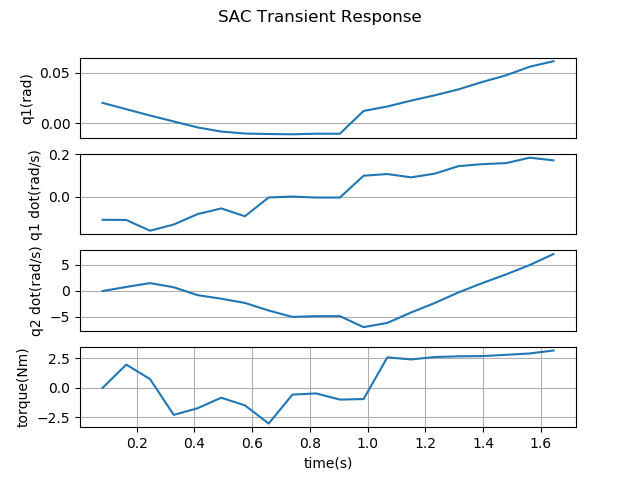 SAC Transient Response
q1(rad)
0.05
0.00
q1 dot(rad/s)
0.2
0.0
q2 dot(rad/s)
5
0
−5
torque(Nm)
2.5
0.0
−2.5
0.2 0.4 0.6 0.8 1.0 1.2 1.4 1.6
time(s)